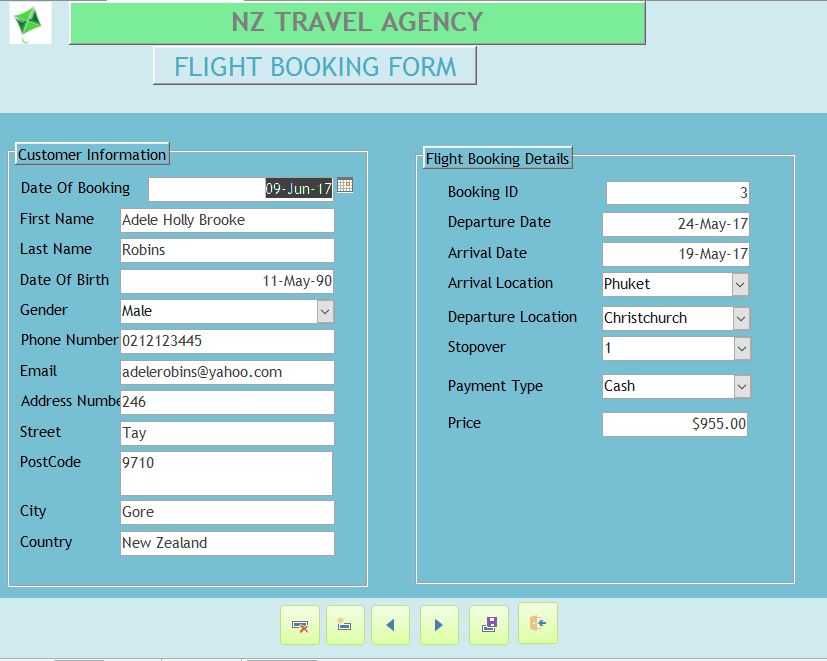 NZ TRAVEL AGENCY
FLIGHT BOOKING FORM
Customer Information
Date Of Booking 09-Jun-17
First Name Adele Holly Brooke
Last Name Robins
Date Of Birth 11-May-90
Gender Male
Phone Number 0212123445
Email adelerobins@yahoo.com
Address Numbe 246
Street Tay
PostCode 9710
City Gore
Country New Zealand
Flight Booking Details
Booking ID 3
Departure Date 24-May-17
Arrival Date 19-May-17
Arrival Location Phuket
Departure Location Christchurch
Stopover 1
Payment Type Cash
Price $955.00